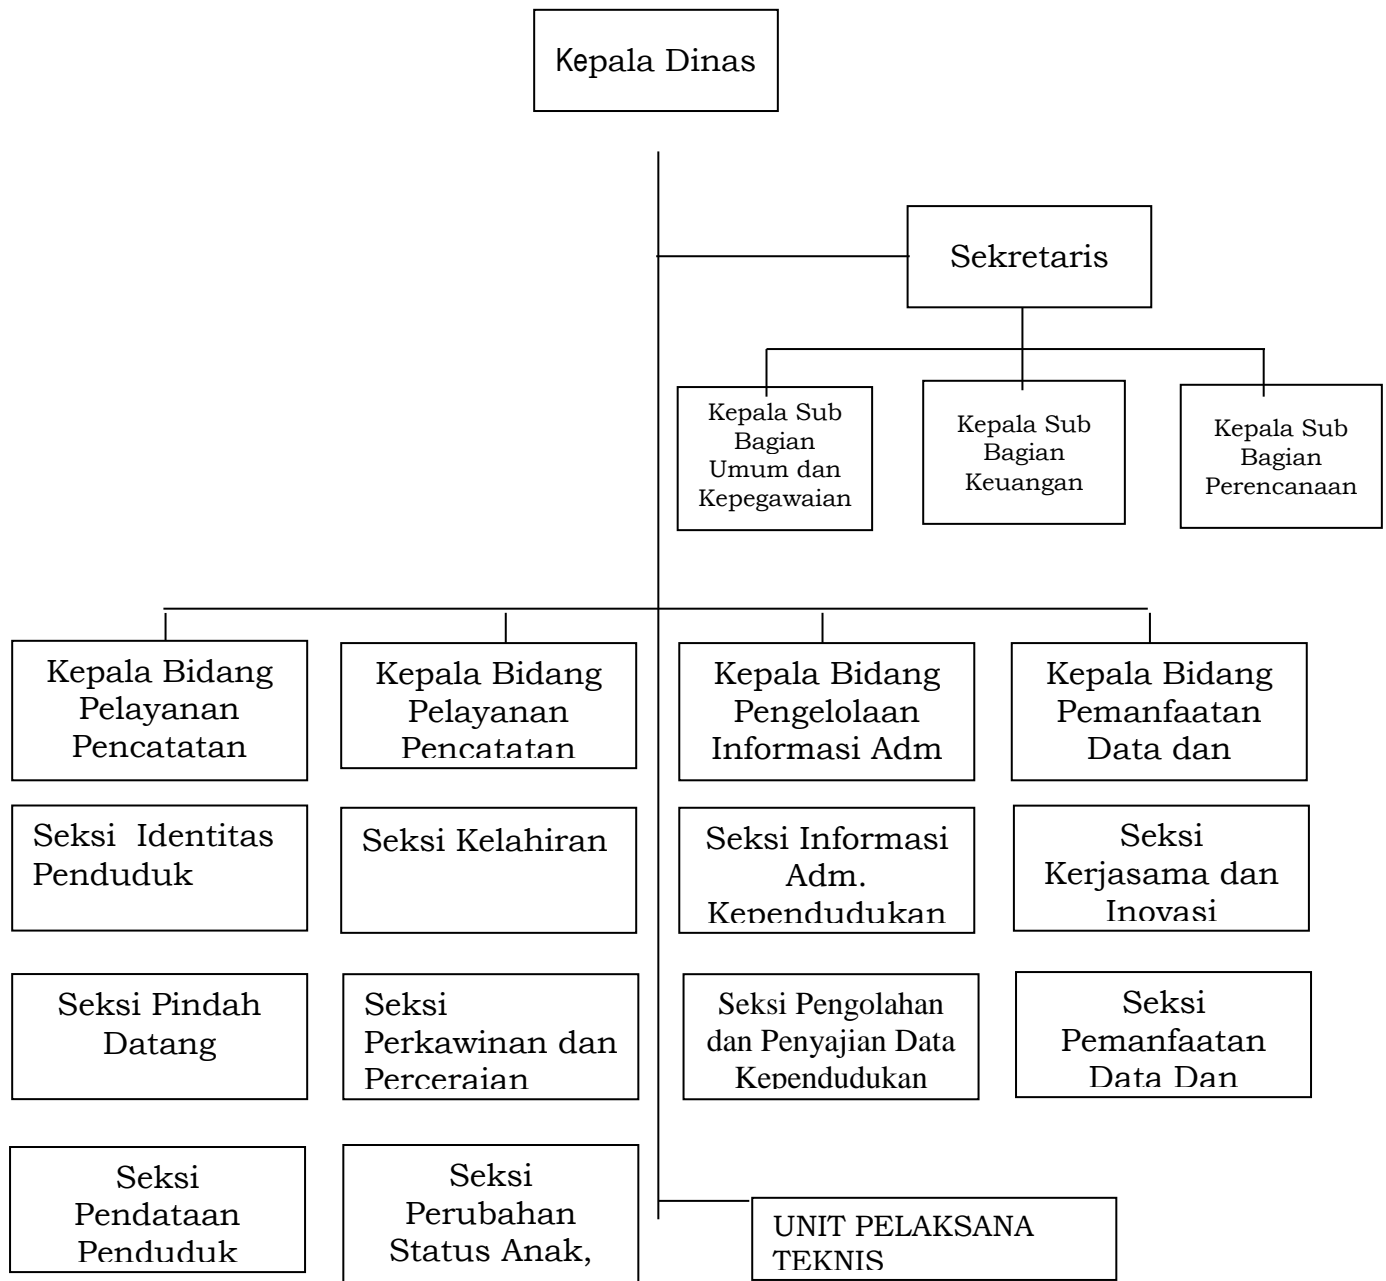 Kepala Dinas
Sekretaris
Kepala Sub
Bagian
Umum dan
Kepegawaian
Kepala Sub
Bagian
Keuangan
Kepala Sub
Bagian
Perencanaan
Kepala Bidang
Pelayanan
Pencatatan
Kepala Bidang
Pelayanan
Pencatatan
Kepala Bidang
Pengelolaan
Informasi Adm
Kepala Bidang
Pemanfaatan
Data dan
Seksi Identitas
Penduduk
Seksi Kelahiran
Seksi Informasi
Adm.
Kependudukan
Seksi
Kerjasama dan
Inovasi
Seksi Pindah
Datang
Seksi
Perkawinan dan
Perceraian
Seksi Pengolahan
dan Penyajian Data
Kependudukan
Seksi
Pemanfaatan
Data Dan
Seksi
Pendataan
Penduduk
Seksi
Perubahan
Status Anak,
UNIT PELAKSANA
TEKNIS